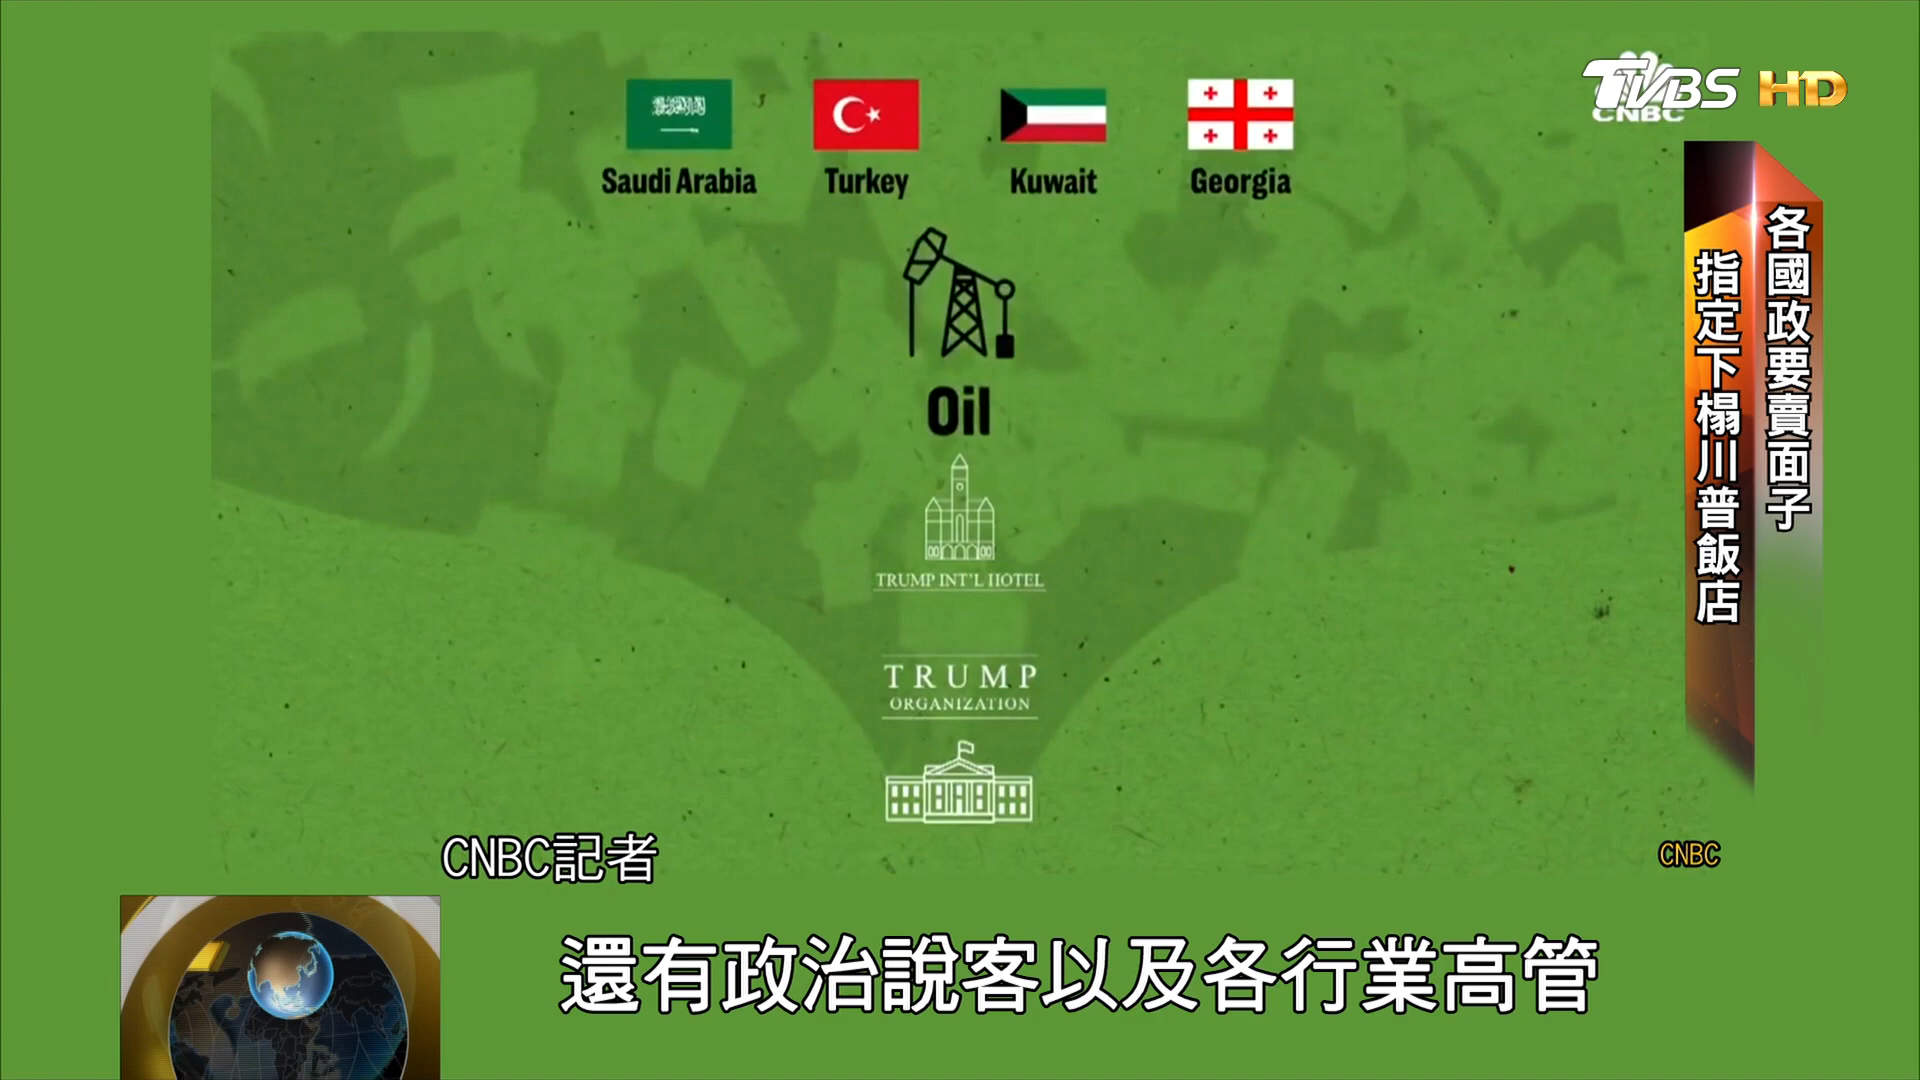 TVBS HD
CNBC
Saudi Arabia
Turkey
Kuwait
Georgia
Oil
TRUMP INT'L HOTEL
TRUMP
ORGANIZATION
各國政要賣面子
指定下榻川普飯店
CNBC記者
CNBC
還有政治說客以及各行業高管